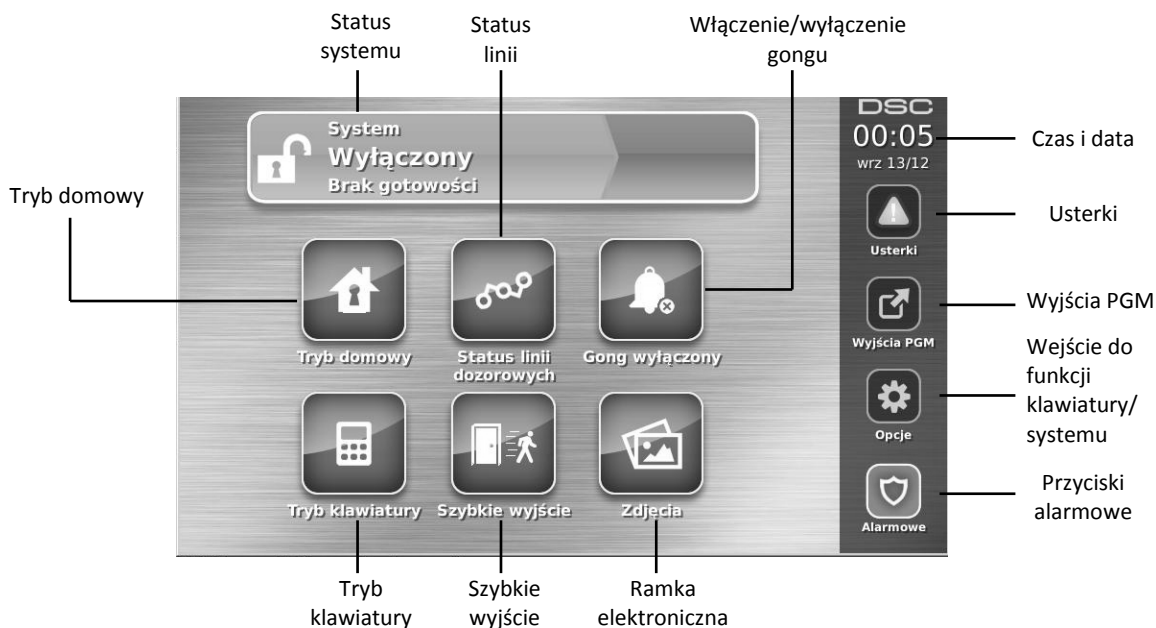 Status
systemu
Status
linii
Włączenie/wyłączenie
gongu
DSC
00:05
wrz 13/12
Czas i data
System
Wyłączony
Brak gotowości
Tryb domowy
Usterki
Usterki
Wyjścia PGM
Wyjścia PGM
Tryb domowy
Status linii
dozorowych
Gong wyłączony
Wejście do
funkcji
klawiatury/
systemu
Opcje
Przyciski
alarmowe
Alarmowe
Tryb klawiatury
Szybkie wyjście
Zdjęcia
Tryb
klawiatury
Szybkie
wyjście
Ramka
elektroniczna